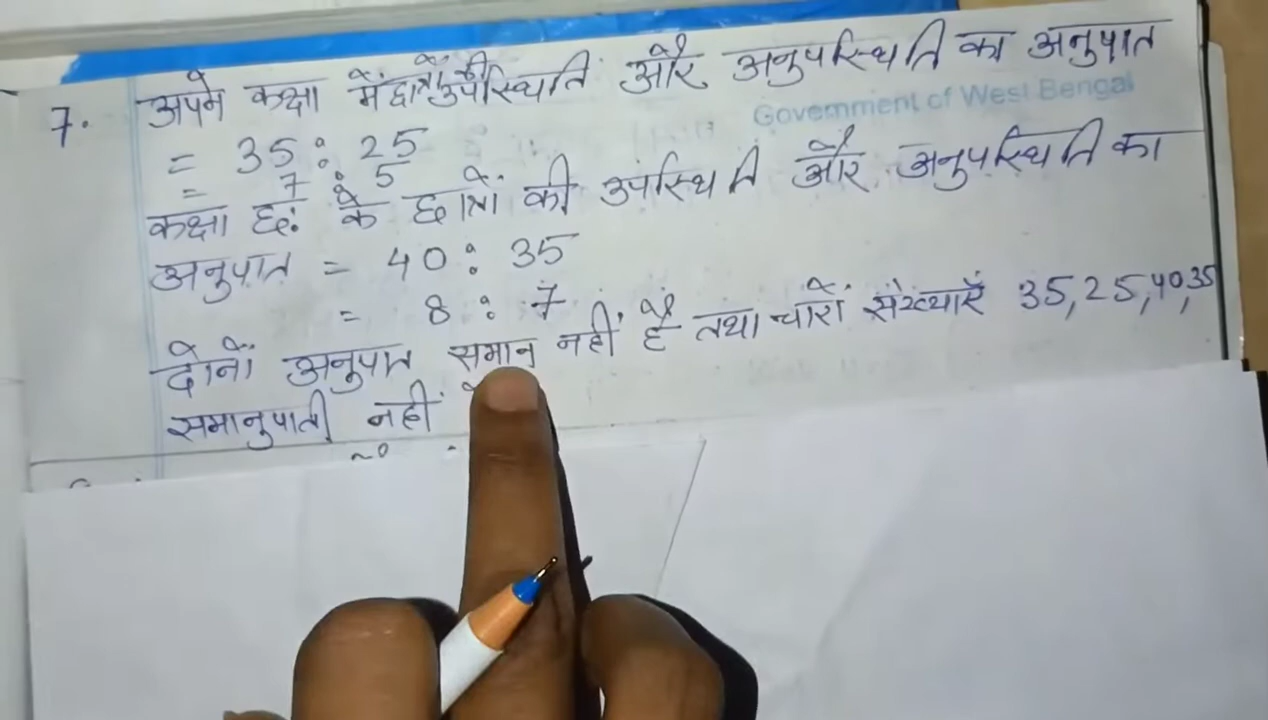 7. अपने कक्षा में छात्रों की उपस्थिति और अनुपस्थिति का अनुपात
Government of West Bengal
= 35 : 25
= 7 : 5
कक्षा छः के छात्रों की उपस्थिति और अनुपस्थिति का
अनुपात = 40 : 35
= 8 : 7
दोनों अनुपात समान नहीं है तथा चारों संख्याएँ 35, 25, 40, 35
समानुपाती नहीं